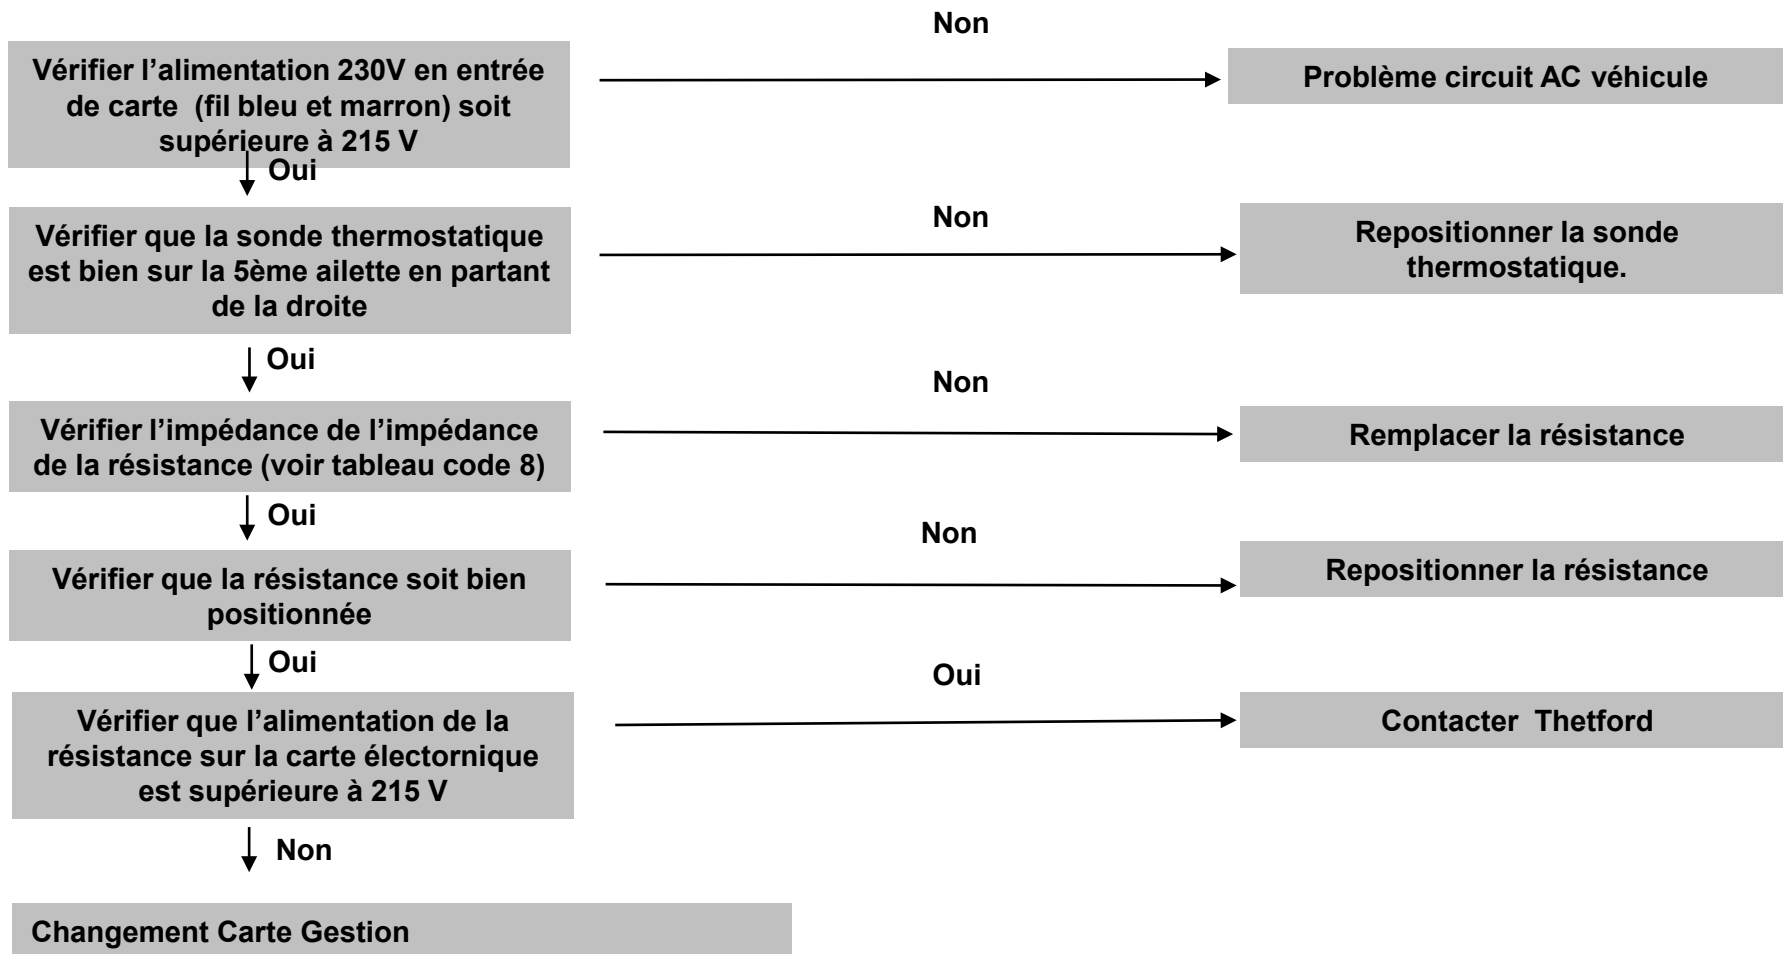 Non
Vérifier l’alimentation 230V en entrée
de carte  (fil bleu et marron) soit
supérieure à 215 V
Problème circuit AC véhicule
Oui
Vérifier que la sonde thermostatique
est bien sur la 5ème ailette en partant
de la droite
Non
Repositionner la sonde
thermostatique.
Oui
Vérifier l’impédance de l’impédance
de la résistance (voir tableau code 8)
Non
Remplacer la résistance
Oui
Vérifier que la résistance soit bien
positionnée
Non
Repositionner la résistance
Oui
Vérifier que l’alimentation de la
résistance sur la carte électornique
est supérieure à 215 V
Oui
Contacter  Thetford
Non
Changement Carte Gestion